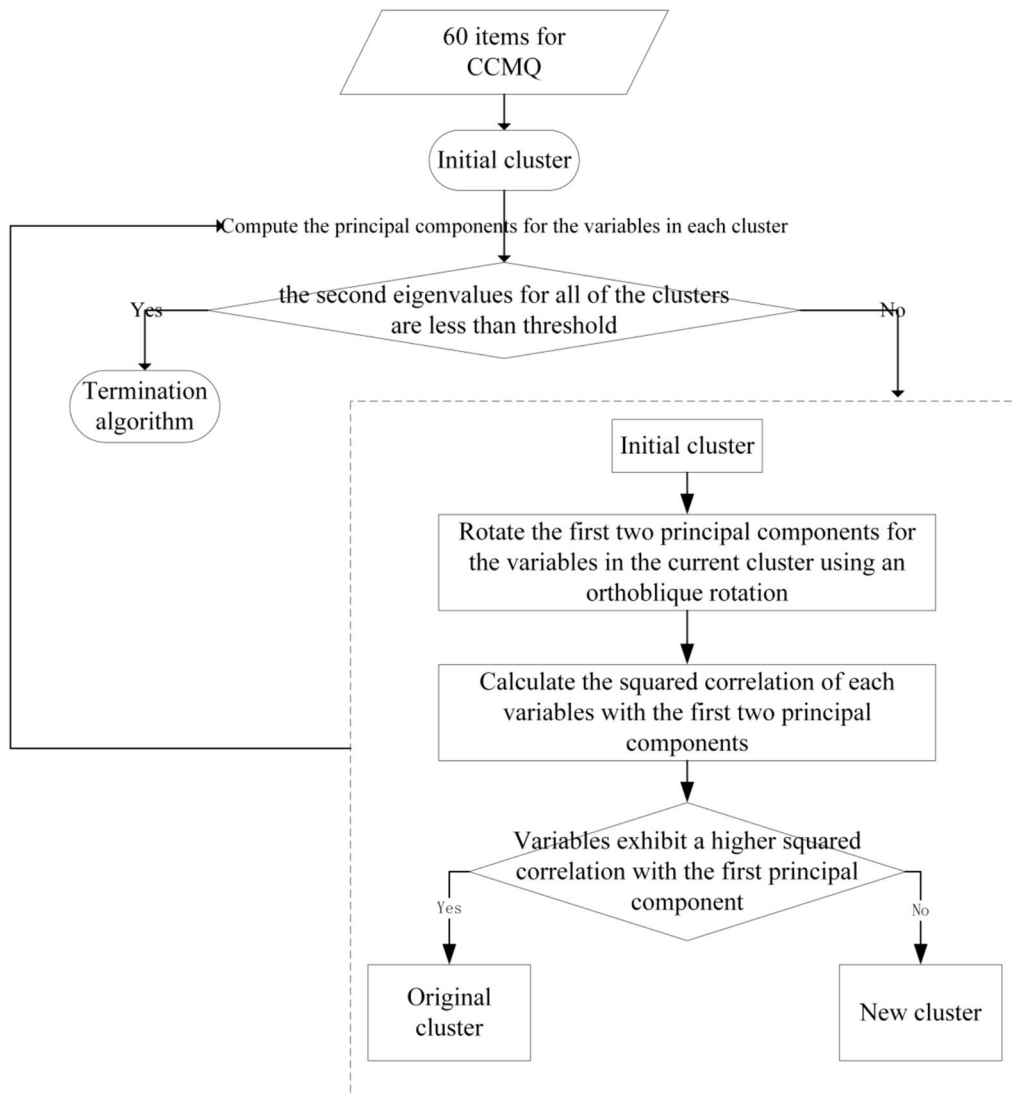 60 items for
CCMQ
Initial cluster
Compute the principal components for the variables in each cluster
the second eigenvalues for all of the clusters
are less than threshold
Yes
No
Termination
algorithm
Initial cluster
Rotate the first two principal components for
the variables in the current cluster using an
orthoblique rotation
Calculate the squared correlation of each
variables with the first two principal
components
Variables exhibit a higher squared
correlation with the first principal
component
Yes
No
Original
cluster
New cluster